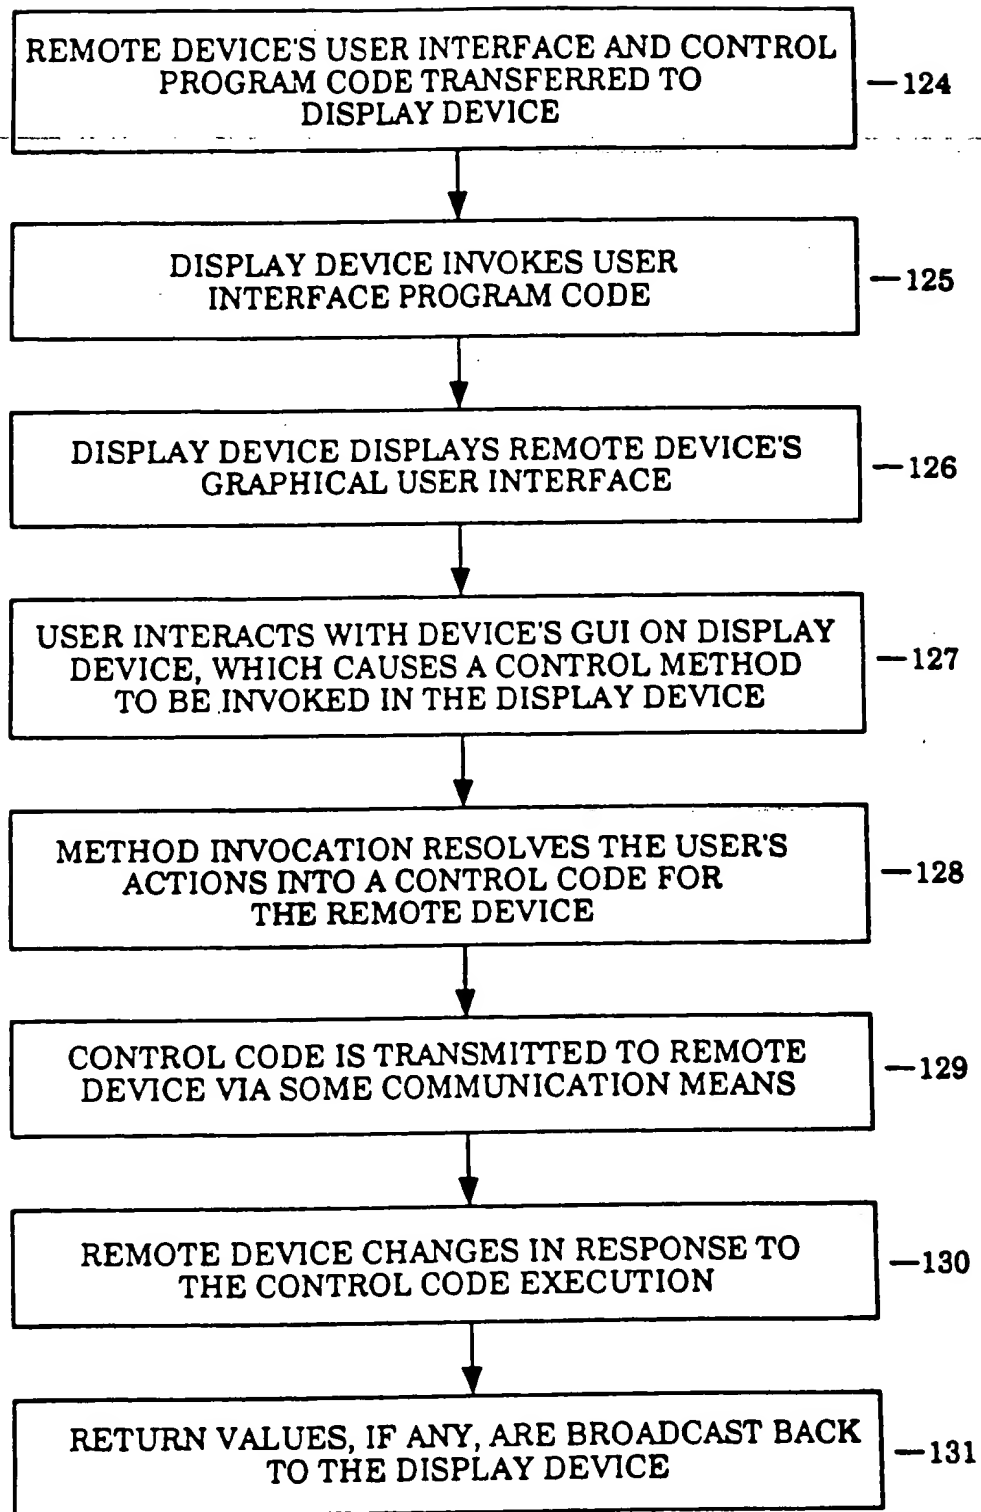 REMOTE DEVICE'S USER INTERFACE AND CONTROL
PROGRAM CODE TRANSFERRED TO
DISPLAY DEVICE
124
DISPLAY DEVICE INVOKES USER
INTERFACE PROGRAM CODE
125
DISPLAY DEVICE DISPLAYS REMOTE DEVICE'S
GRAPHICAL USER INTERFACE
126
USER INTERACTS WITH DEVICE'S GUI ON DISPLAY
DEVICE, WHICH CAUSES A CONTROL METHOD
TO BE INVOKED IN THE DISPLAY DEVICE
127
METHOD INVOCATION RESOLVES THE USER'S
ACTIONS INTO A CONTROL CODE FOR
THE REMOTE DEVICE
128
CONTROL CODE IS TRANSMITTED TO REMOTE
DEVICE VIA SOME COMMUNICATION MEANS
129
REMOTE DEVICE CHANGES IN RESPONSE TO
THE CONTROL CODE EXECUTION
130
RETURN VALUES, IF ANY, ARE BROADCAST BACK
TO THE DISPLAY DEVICE
131